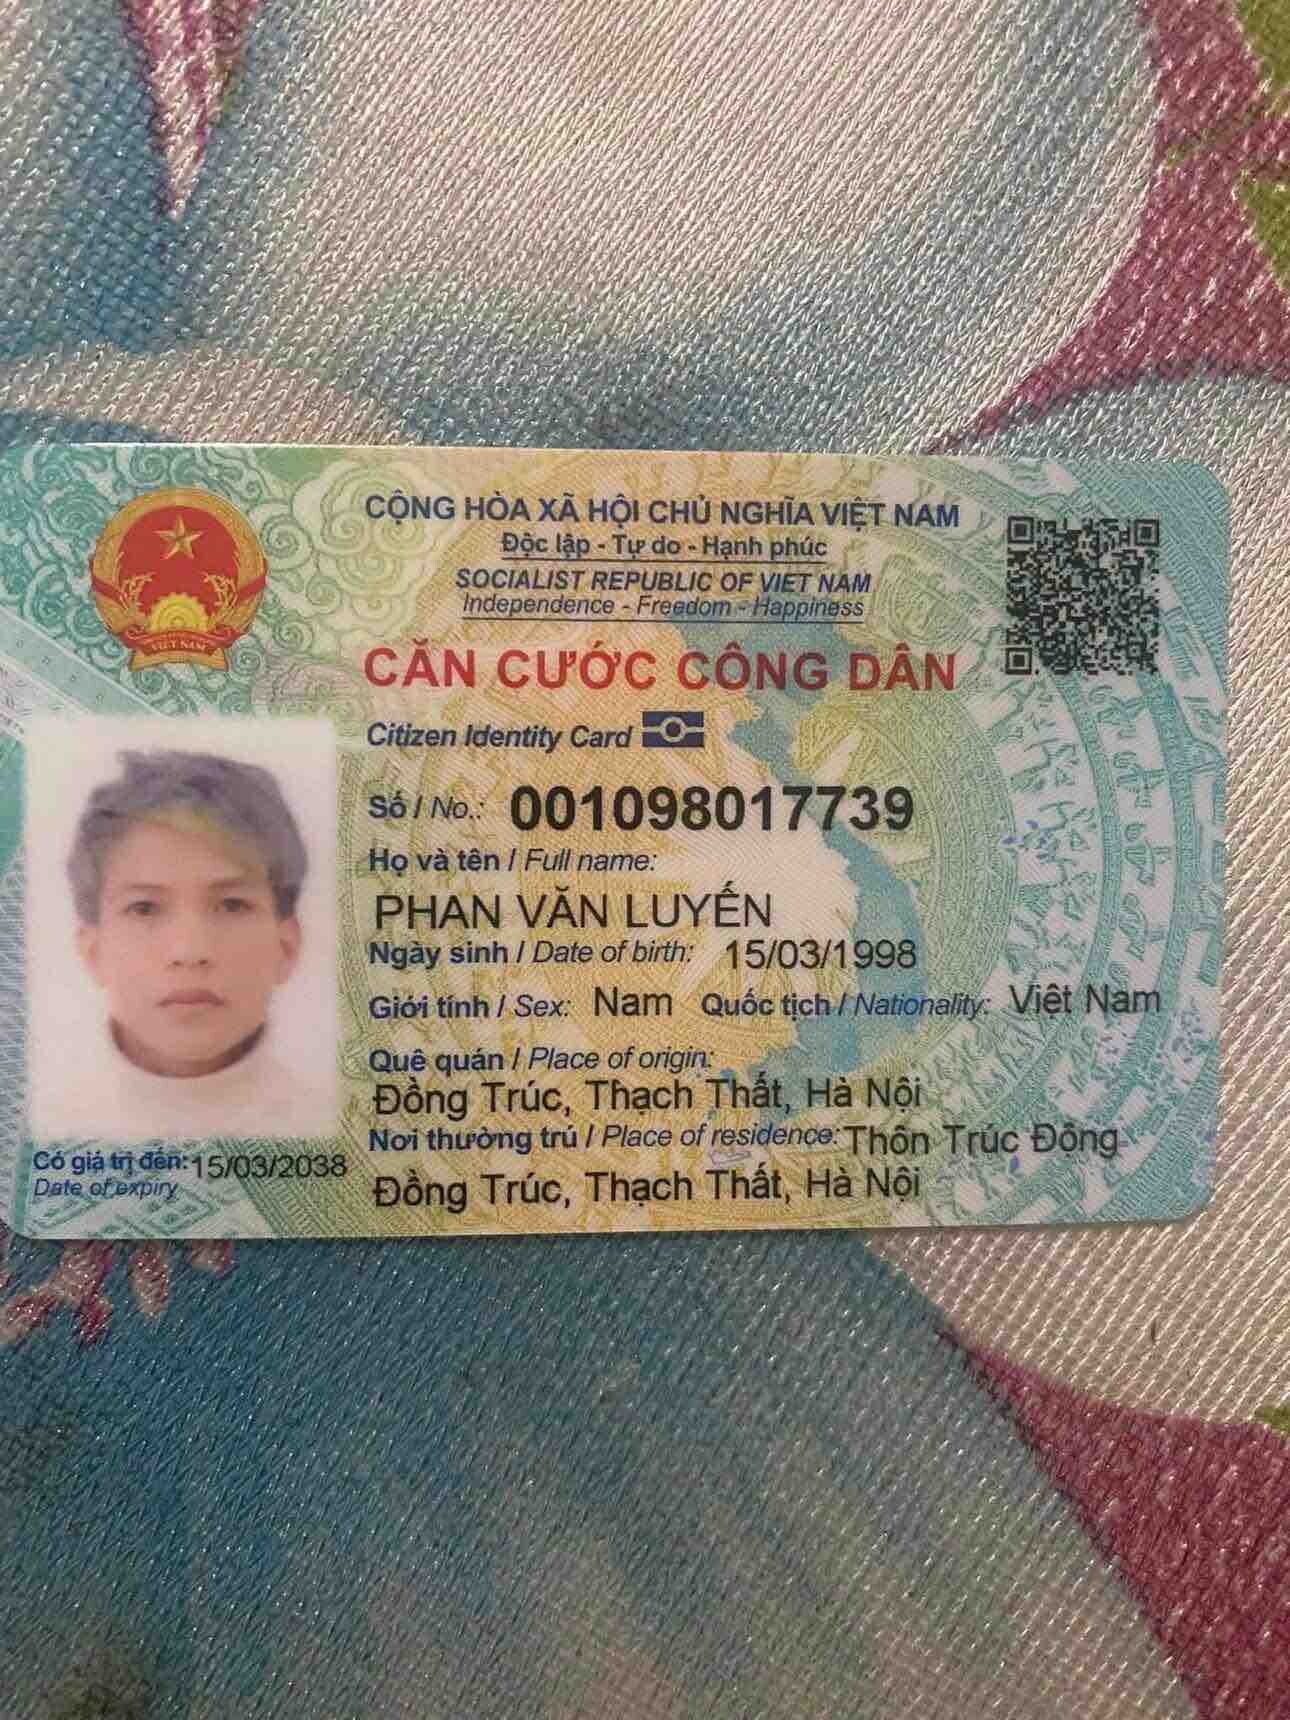 CỘNG HÒA XÃ HỘI CHỦ NGHĨA VIỆT NAM
Độc lập - Tự do - Hạnh phúc
SOCIALIST REPUBLIC OF VIET NAM
Independence - Freedom - Happiness
CĂN CƯỚC CÔNG DÂN
Citizen Identity Card
Số / No.: 001098017739
Họ và tên / Full name:
PHAN VĂN LUYẾN
Ngày sinh / Date of birth: 15/03/1998
Giới tính / Sex: Nam Quốc tịch / Nationality: Việt Nam
Quê quán / Place of origin:
Đồng Trúc, Thạch Thất, Hà Nội
Nơi thường trú / Place of residence: Thôn Trúc Động
Đồng Trúc, Thạch Thất, Hà Nội
Có giá trị đến: 15/03/2038
Date of expiry
VIỆT NAM